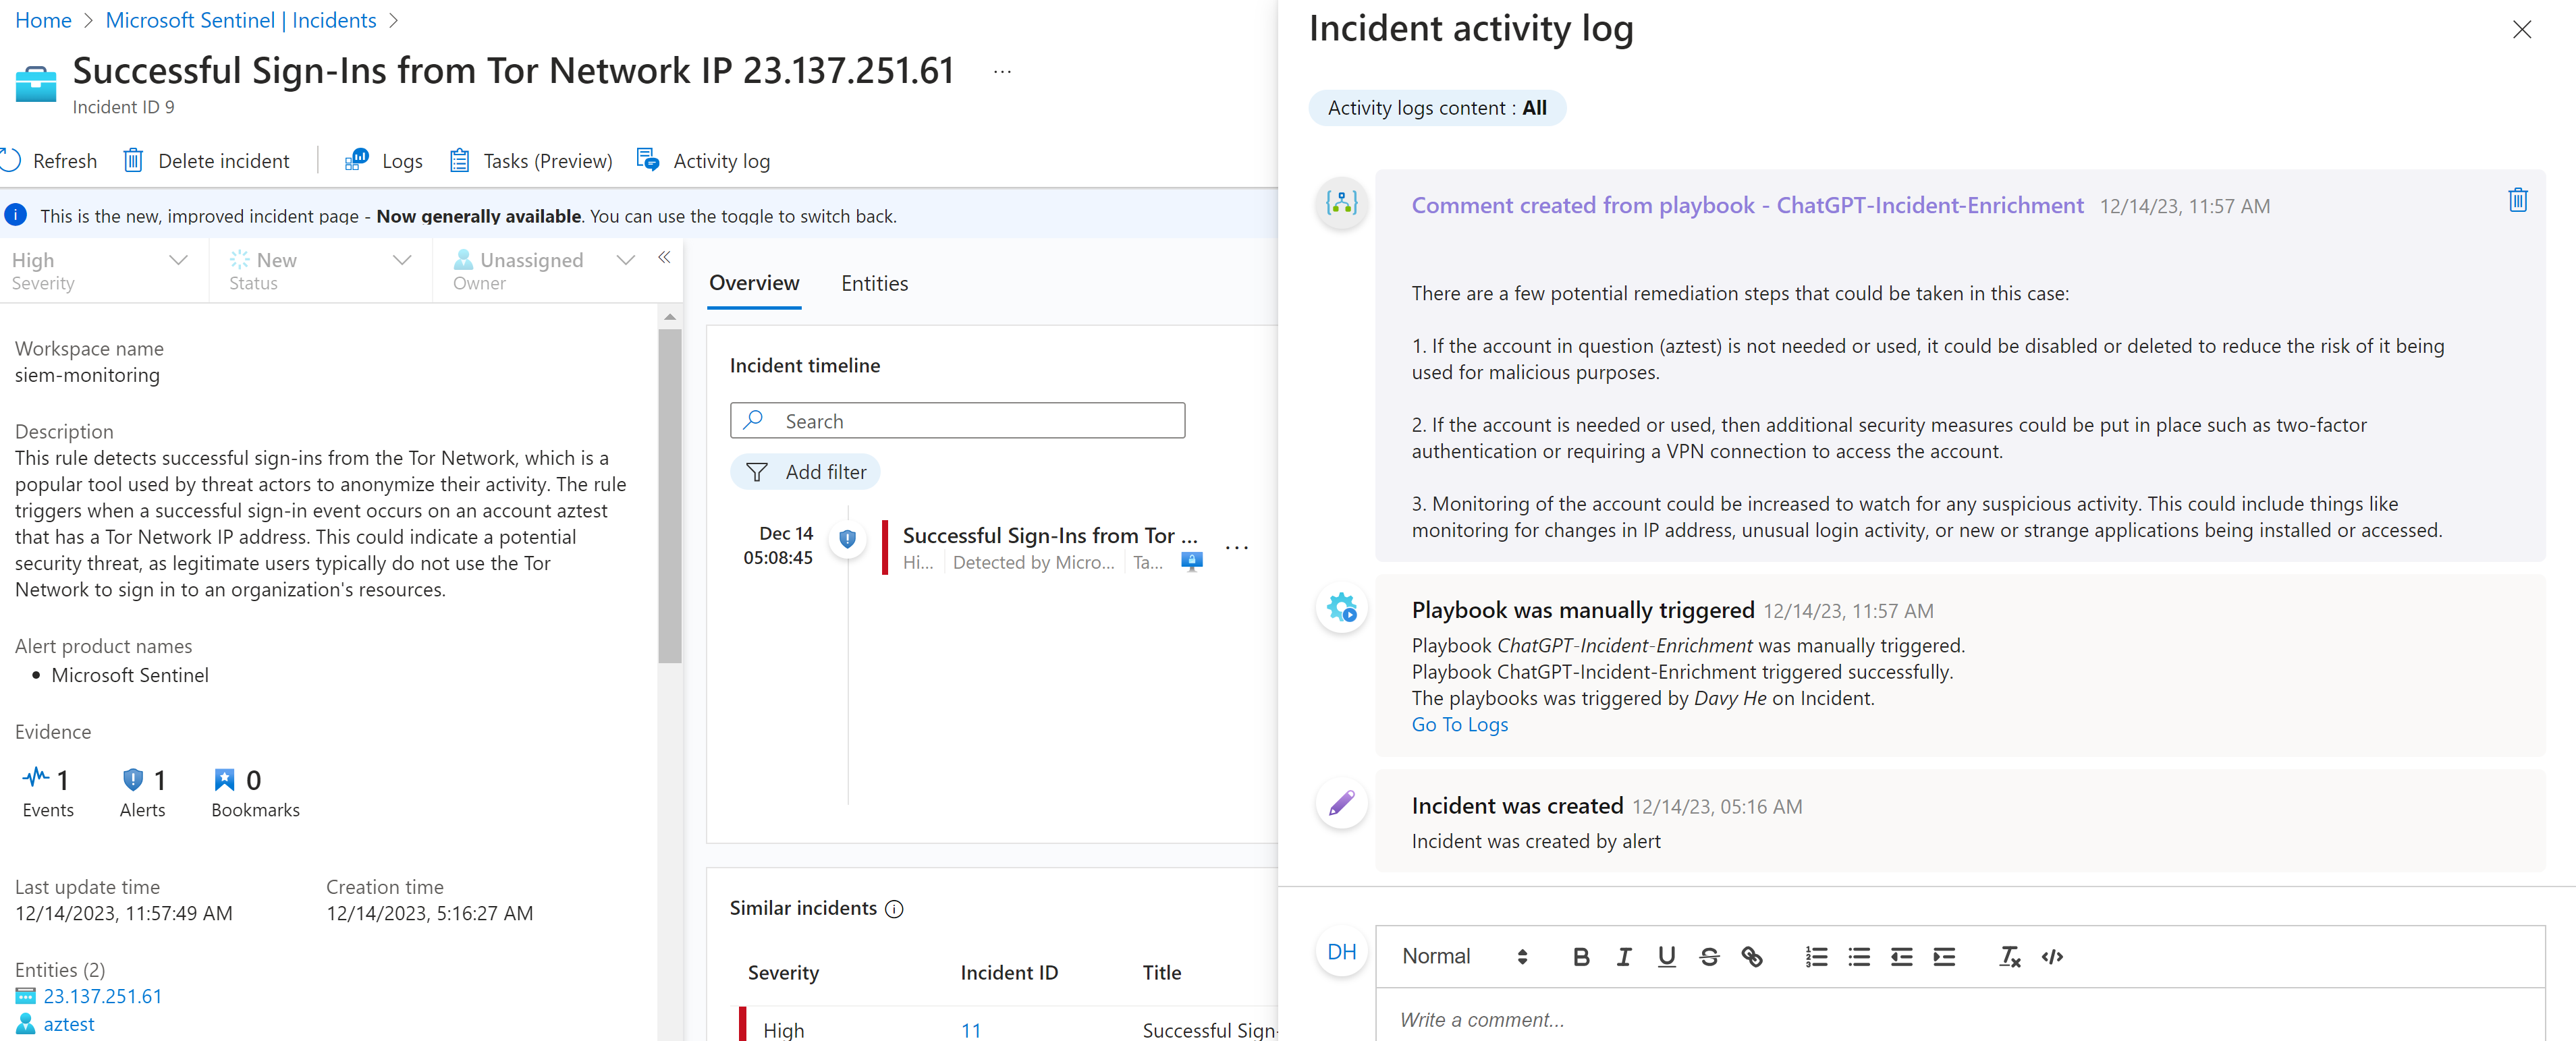 Home > Microsoft Sentinel | Incidents >
Successful Sign-Ins from Tor Network IP 23.137.251.61 ...
Incident ID 9
Refresh Delete incident | Logs Tasks (Preview) Activity log
This is the new, improved incident page - Now generally available. You can use the toggle to switch back.
High
Severity
New
Status
Unassigned
Owner
«
Workspace name
siem-monitoring
Description
This rule detects successful sign-ins from the Tor Network, which is a
popular tool used by threat actors to anonymize their activity. The rule
triggers when a successful sign-in event occurs on an account aztest
that has a Tor Network IP address. This could indicate a potential
security threat, as legitimate users typically do not use the Tor
Network to sign in to an organization's resources.
Alert product names
• Microsoft Sentinel
Evidence
1
Events
1
Alerts
0
Bookmarks
Last update time
12/14/2023, 11:57:49 AM
Creation time
12/14/2023, 5:16:27 AM
Entities (2)
23.137.251.61
aztest
Overview Entities
Incident timeline
Search
Add filter
Dec 14
05:08:45
Successful Sign-Ins from Tor ...
Hi... Detected by Micro... Ta...
...
Similar incidents
Severity Incident ID Title
High 11 Successful Sign-
Incident activity log
Activity logs content : All
Comment created from playbook - ChatGPT-Incident-Enrichment 12/14/23, 11:57 AM
There are a few potential remediation steps that could be taken in this case:
1. If the account in question (aztest) is not needed or used, it could be disabled or deleted to reduce the risk of it being
used for malicious purposes.
2. If the account is needed or used, then additional security measures could be put in place such as two-factor
authentication or requiring a VPN connection to access the account.
3. Monitoring of the account could be increased to watch for any suspicious activity. This could include things like
monitoring for changes in IP address, unusual login activity, or new or strange applications being installed or accessed.
Playbook was manually triggered 12/14/23, 11:57 AM
Playbook ChatGPT-Incident-Enrichment was manually triggered.
Playbook ChatGPT-Incident-Enrichment triggered successfully.
The playbooks was triggered by Davy He on Incident.
Go To Logs
Incident was created 12/14/23, 05:16 AM
Incident was created by alert
DH
Normal B I U S
Write a comment...